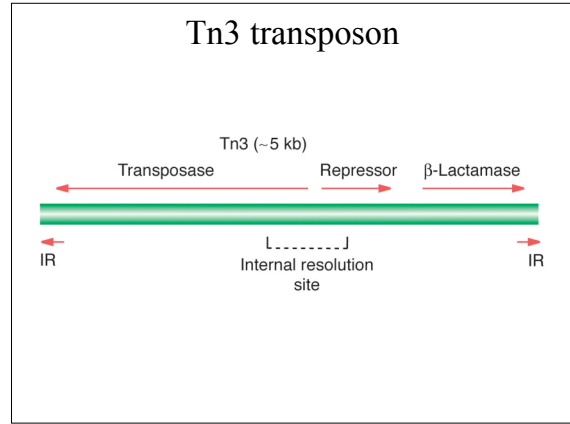 Tn3 transposon
Tn3 (~5 kb)
Transposase Repressor β-Lactamase
IR IR
Internal resolution
site